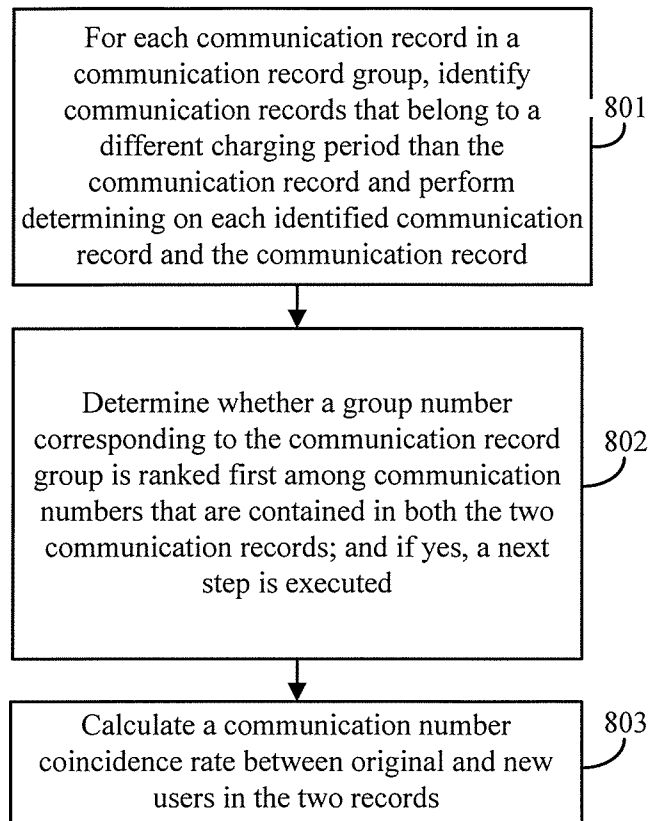 For each communication record in a
communication record group, identify
communication records that belong to a
different charging period than the
communication record and perform
determining on each identified communication
record and the communication record
801
Determine whether a group number
corresponding to the communication record
group is ranked first among communication
numbers that are contained in both the two
communication records; and if yes, a next
step is executed
802
Calculate a communication number
coincidence rate between original and new
users in the two records
803